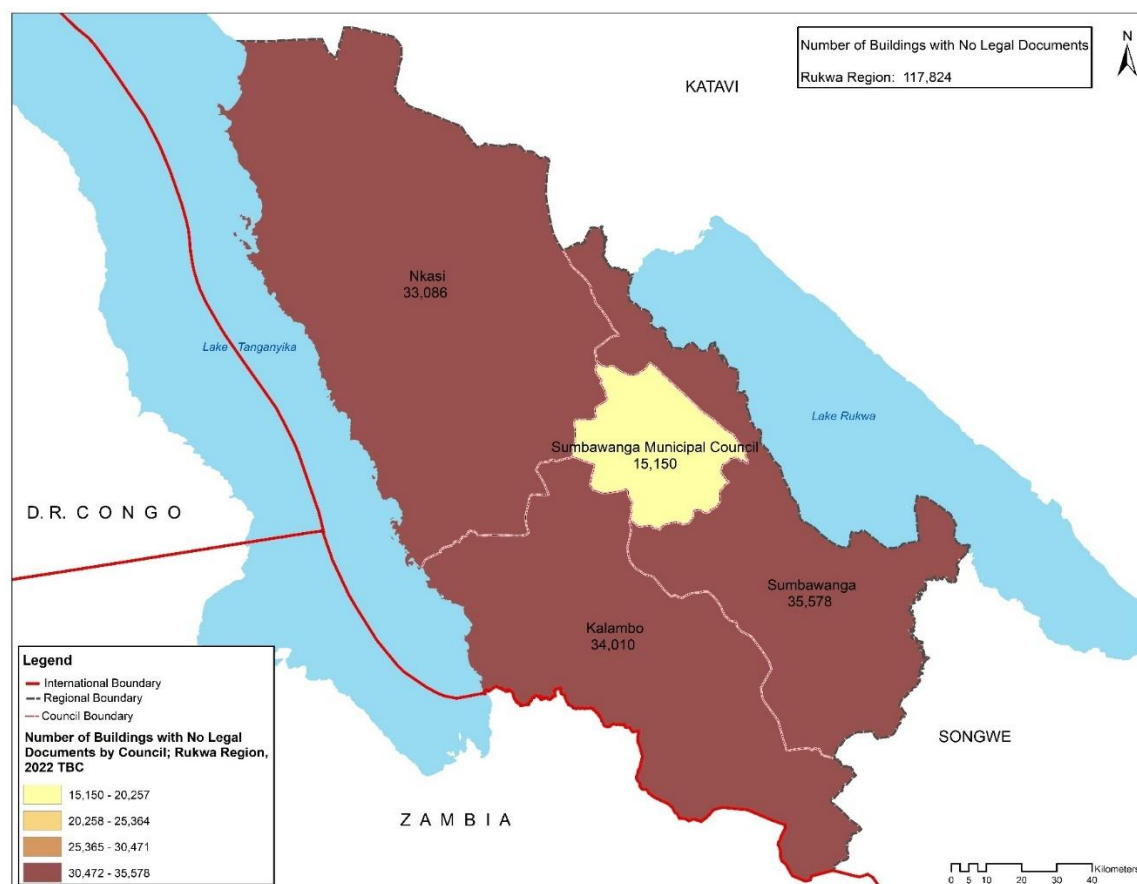 Number of Buildings with No Legal Documents
Rukwa Region: 117,824
N
KATAVI
Nkasi
33,086
Lake Tanganyika
Lake Rukwa
Sumbawanga Municipal Council
15,150
D. R. C O N G O
Sumbawanga
35,578
Kalambo
34,010
SONGWE
Z A M B I A
Legend
International Boundary
Regional Boundary
Council Boundary
Number of Buildings with No Legal
Documents by Council; Rukwa Region,
2022 TBC
15,150 - 20,257
20,258 - 25,364
25,365 - 30,471
30,472 - 35,578
Kilometers
0 5 10 20 30 40